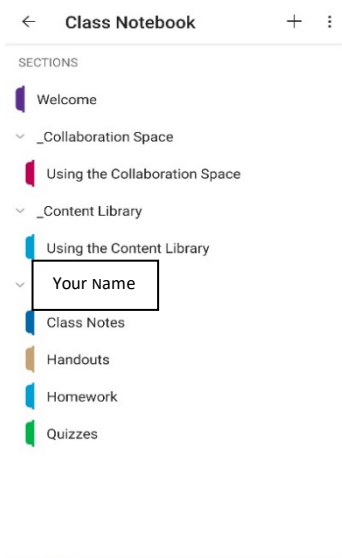 Class Notebook
SECTIONS
Welcome
_Collaboration Space
Using the Collaboration Space
_Content Library
Using the Content Library
Your Name
Class Notes
Handouts
Homework
Quizzes